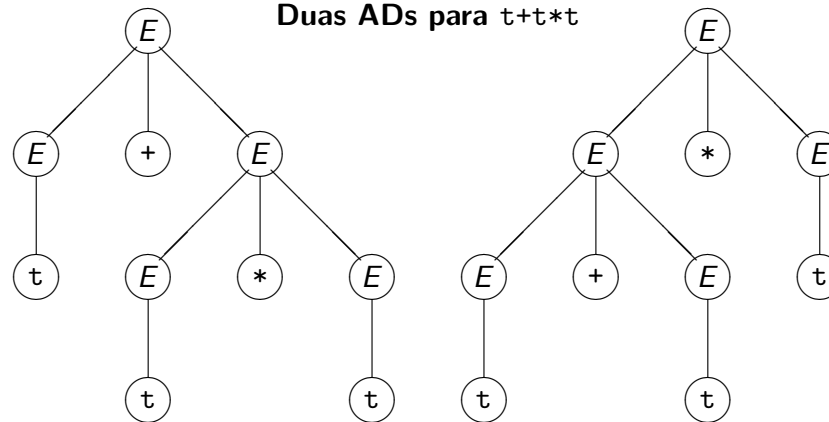 Duas ADs para t+t*t
E E
E + E E * E
t E * E E + E t
t t t t